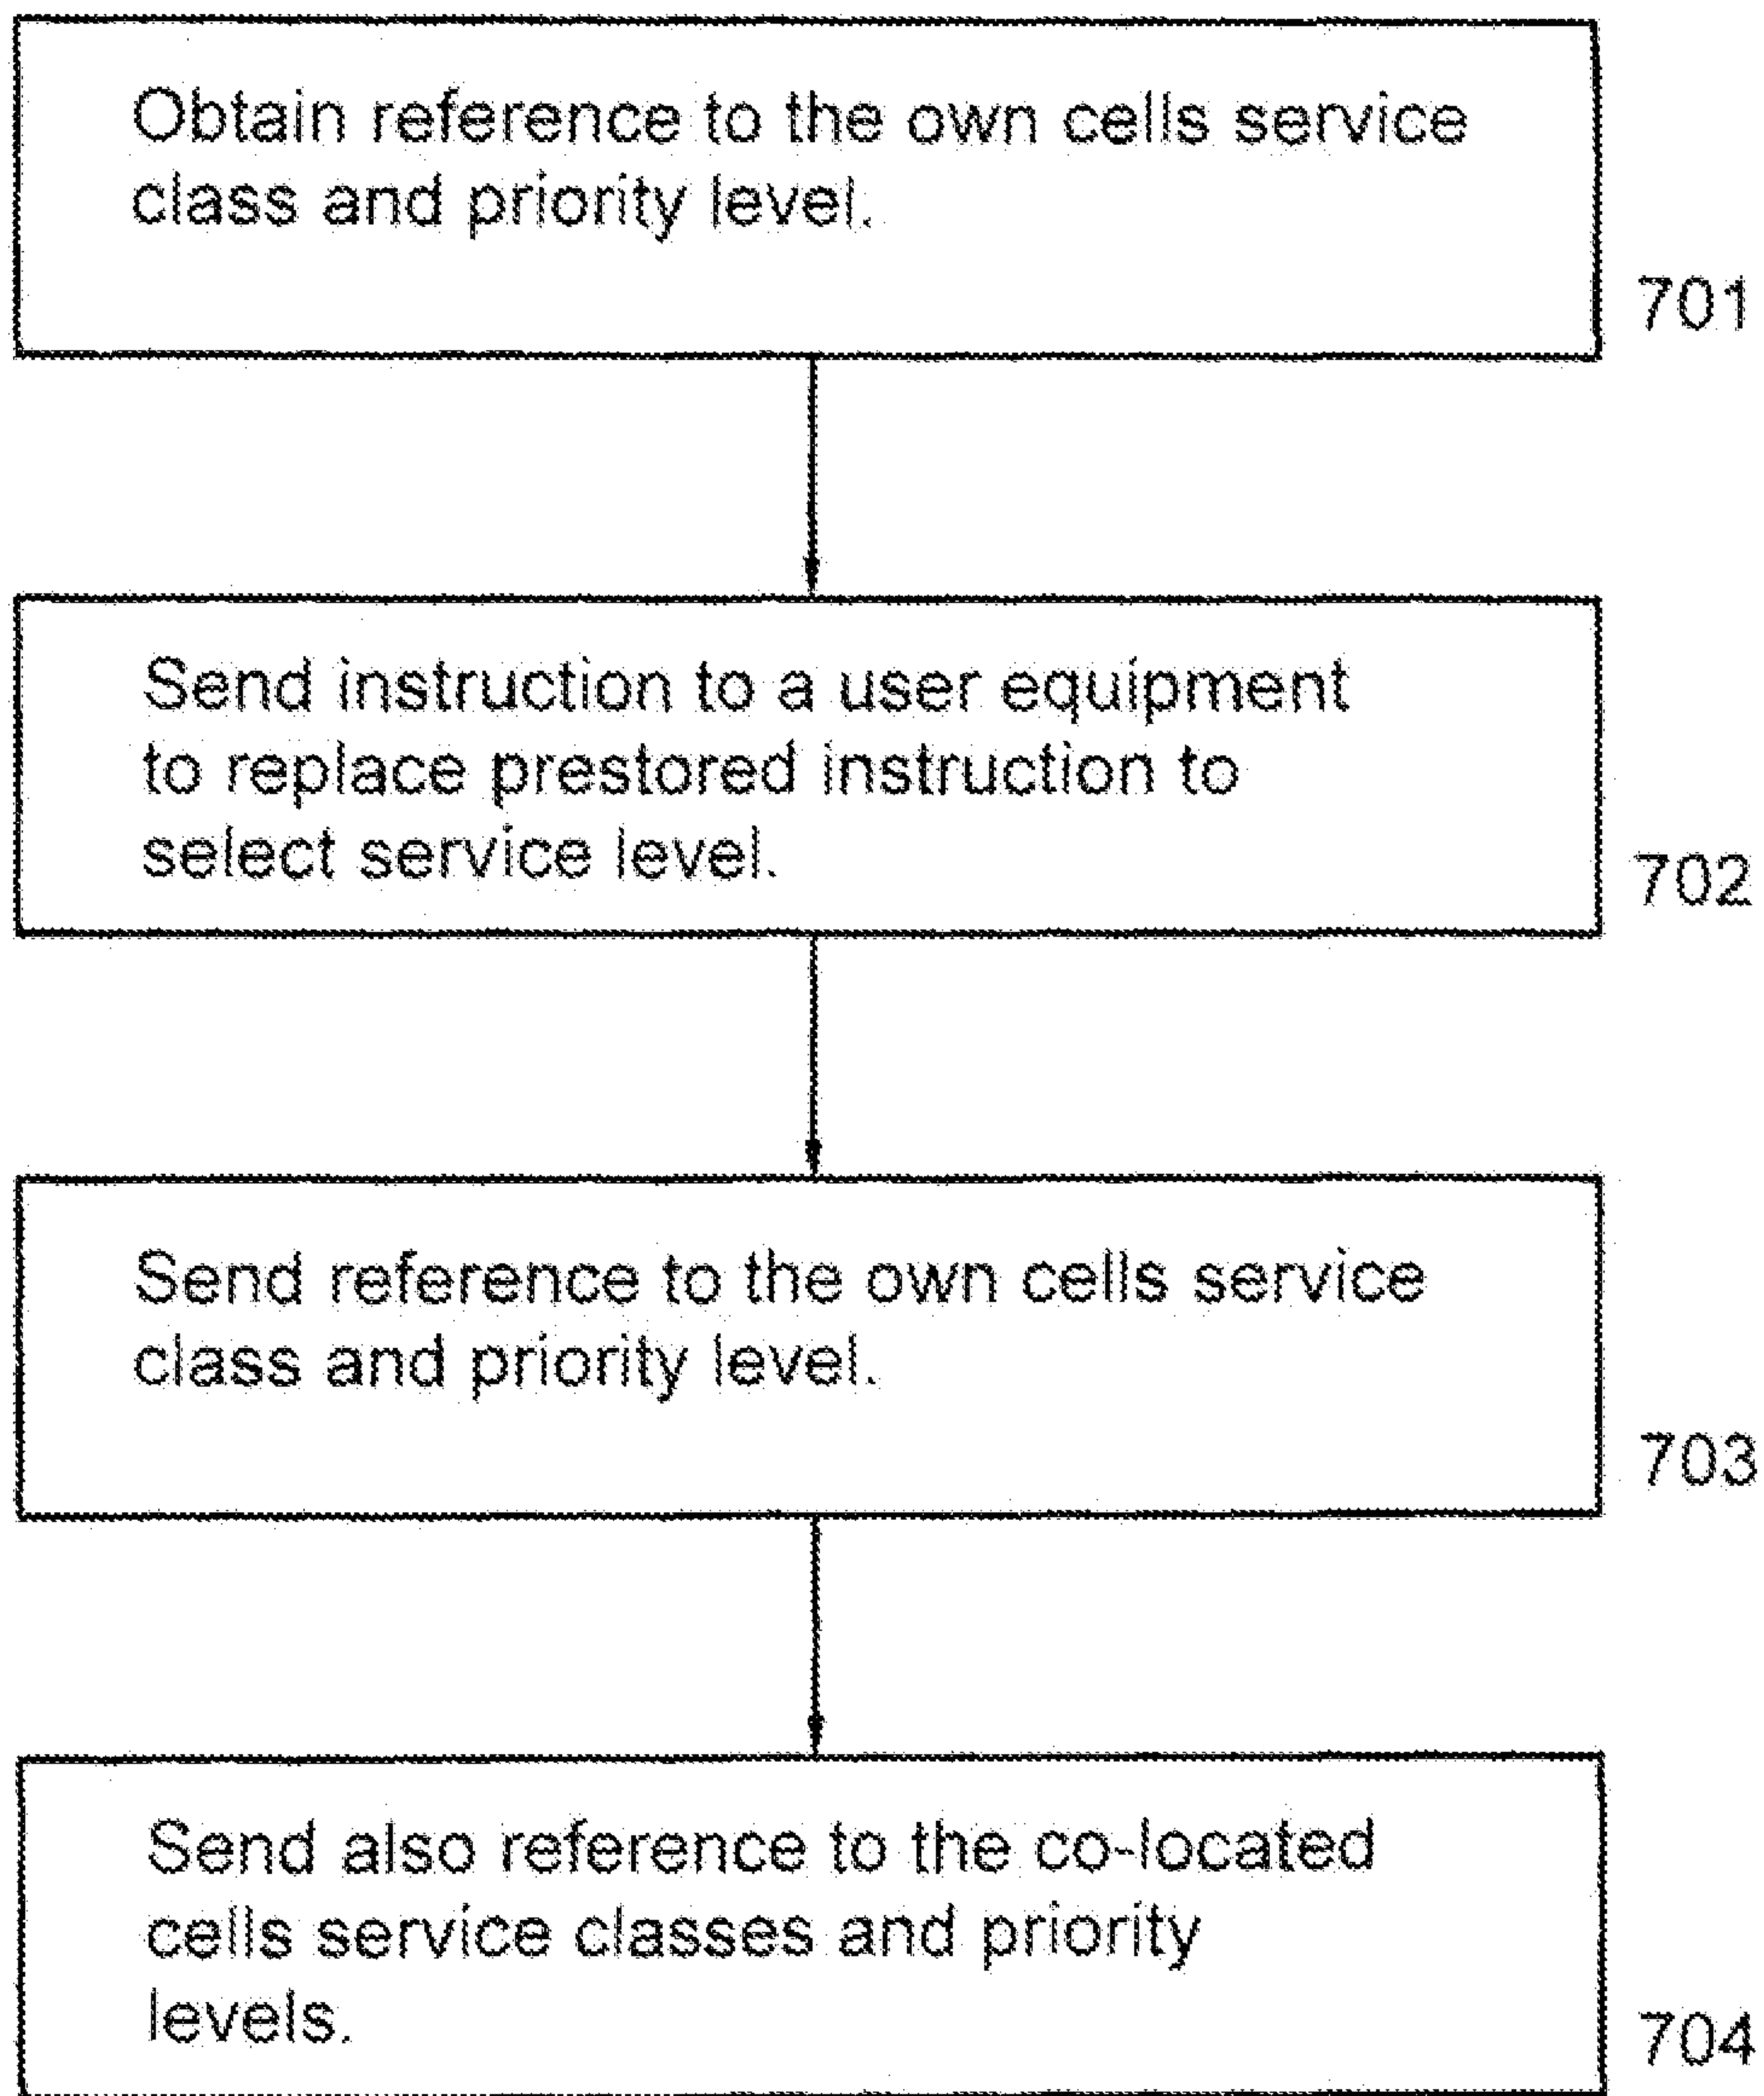 Obtain reference to the own cells service
class and priority level.
701
Send instruction to a user equipment
to replace prestored instruction to
select service level.
702
Send reference to the own cells service
class and priority level.
703
Send also reference to the co-located
cells service classes and priority
levels.
704